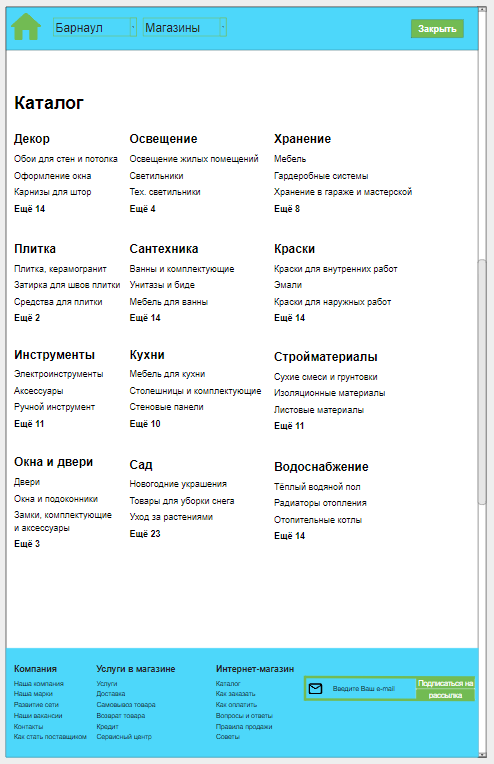 Барнаул
Магазины
Закрыть
Каталог
Декор
Обои для стен и потолка
Оформление окна
Карнизы для штор
Ещё 14
Освещение
Освещение жилых помещений
Светильники
Тех. светильники
Ещё 4
Хранение
Мебель
Гардеробные системы
Хранение в гараже и мастерской
Ещё 8
Плитка
Плитка, керамогранит
Затирка для швов плитки
Средства для плитки
Ещё 2
Сантехника
Ванны и комплектующие
Унитазы и биде
Мебель для ванны
Ещё 14
Краски
Краски для внутренних работ
Эмали
Краски для наружных работ
Ещё 14
Инструменты
Электроинструменты
Аксессуары
Ручной инструмент
Ещё 11
Кухни
Мебель для кухни
Столешницы и комплектующие
Стеновые панели
Ещё 10
Стройматериалы
Сухие смеси и грунтовки
Изоляционные материалы
Листовые материалы
Ещё 11
Окна и двери
Двери
Окна и подоконники
Замки, комплектующие
и аксессуары
Ещё 3
Сад
Новогодние украшения
Товары для уборки снега
Уход за растениями
Ещё 23
Водоснабжение
Тёплый водяной пол
Радиаторы отопления
Отопительные котлы
Ещё 14
Компания
Наша компания
Наша марки
Развитие сети
Наши вакансии
Контакты
Как стать поставщиком
Услуги в магазине
Услуги
Доставка
Самовывоз товара
Возврат товара
Кредит
Сервисный центр
Интернет-магазин
Каталог
Как заказать
Как оплатить
Вопросы и ответы
Правила продажи
Советы
Введите Ваш e-mail
Подписаться на
рассылка